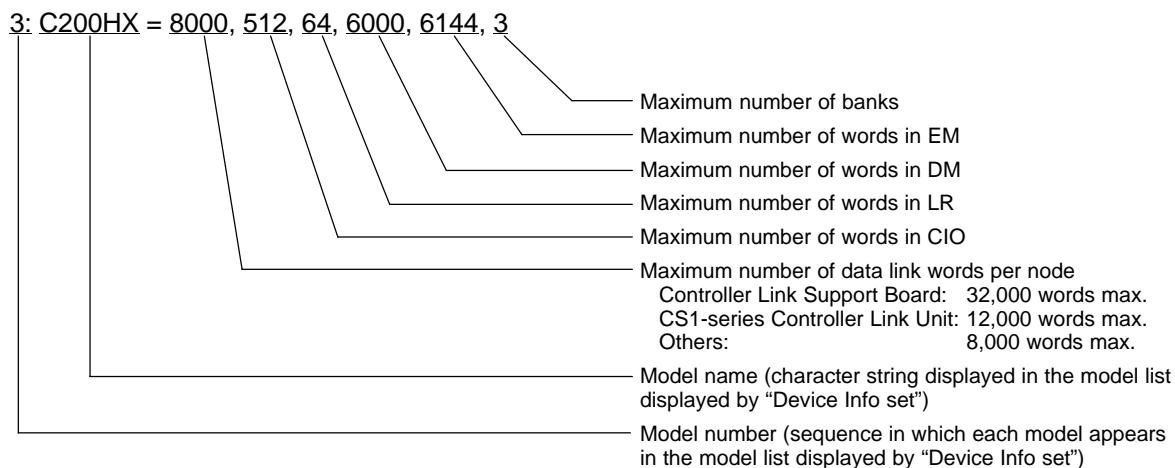 3: C200HX = 8000, 512, 64, 6000, 6144, 3
Maximum number of banks
Maximum number of words in EM
Maximum number of words in DM
Maximum number of words in LR
Maximum number of words in CIO
Maximum number of data link words per node
Controller Link Support Board: 32,000 words max.
CS1-series Controller Link Unit: 12,000 words max.
Others: 8,000 words max.
Model name (character string displayed in the model list
displayed by “Device Info set”)
Model number (sequence in which each model appears
in the model list displayed by “Device Info set”)